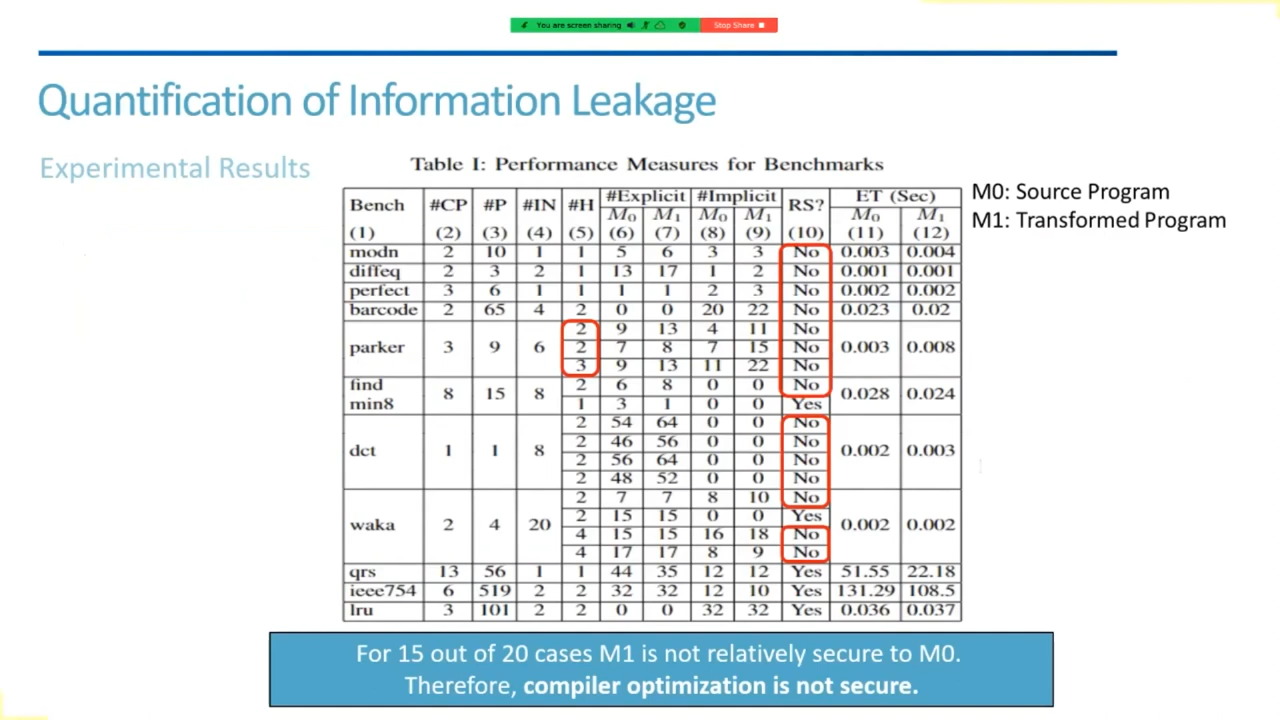 You are screen sharing Stop Share
Quantification of Information Leakage
Experimental Results
Table I: Performance Measures for Benchmarks
M0: Source Program
M1: Transformed Program
Bench #CP #P #IN #H #Explicit #Implicit RS? ET (Sec)
M0 M1 M0 M1 M0 M1
(1) (2) (3) (4) (5) (6) (7) (8) (9) (10) (11) (12)
modn 2 10 1 1 5 6 3 3 No 0.003 0.004
diffeq 2 3 2 1 13 17 1 2 No 0.001 0.001
perfect 3 6 1 1 1 1 2 3 No 0.002 0.002
barcode 2 65 4 2 0 0 20 22 No 0.023 0.02
2 9 13 4 11 No
parker 3 9 6 2 7 8 7 15 No 0.003 0.008
3 9 13 11 22 No
find 8 15 8 2 6 8 0 0 No 0.028 0.024
min8 1 3 1 0 0 Yes
2 54 64 0 0 No
dct 1 1 8 2 46 56 0 0 No 0.002 0.003
2 56 64 0 0 No
2 48 52 0 0 No
2 7 7 8 10 No
waka 2 4 20 2 15 15 0 0 Yes 0.002 0.002
4 15 15 16 18 No
4 17 17 8 9 No
qrs 13 56 1 1 44 35 12 12 Yes 51.55 22.18
ieee754 6 519 2 2 32 32 12 10 Yes 131.29 108.5
lru 3 101 2 2 0 0 32 32 Yes 0.036 0.037
For 15 out of 20 cases M1 is not relatively secure to M0.
Therefore, compiler optimization is not secure.